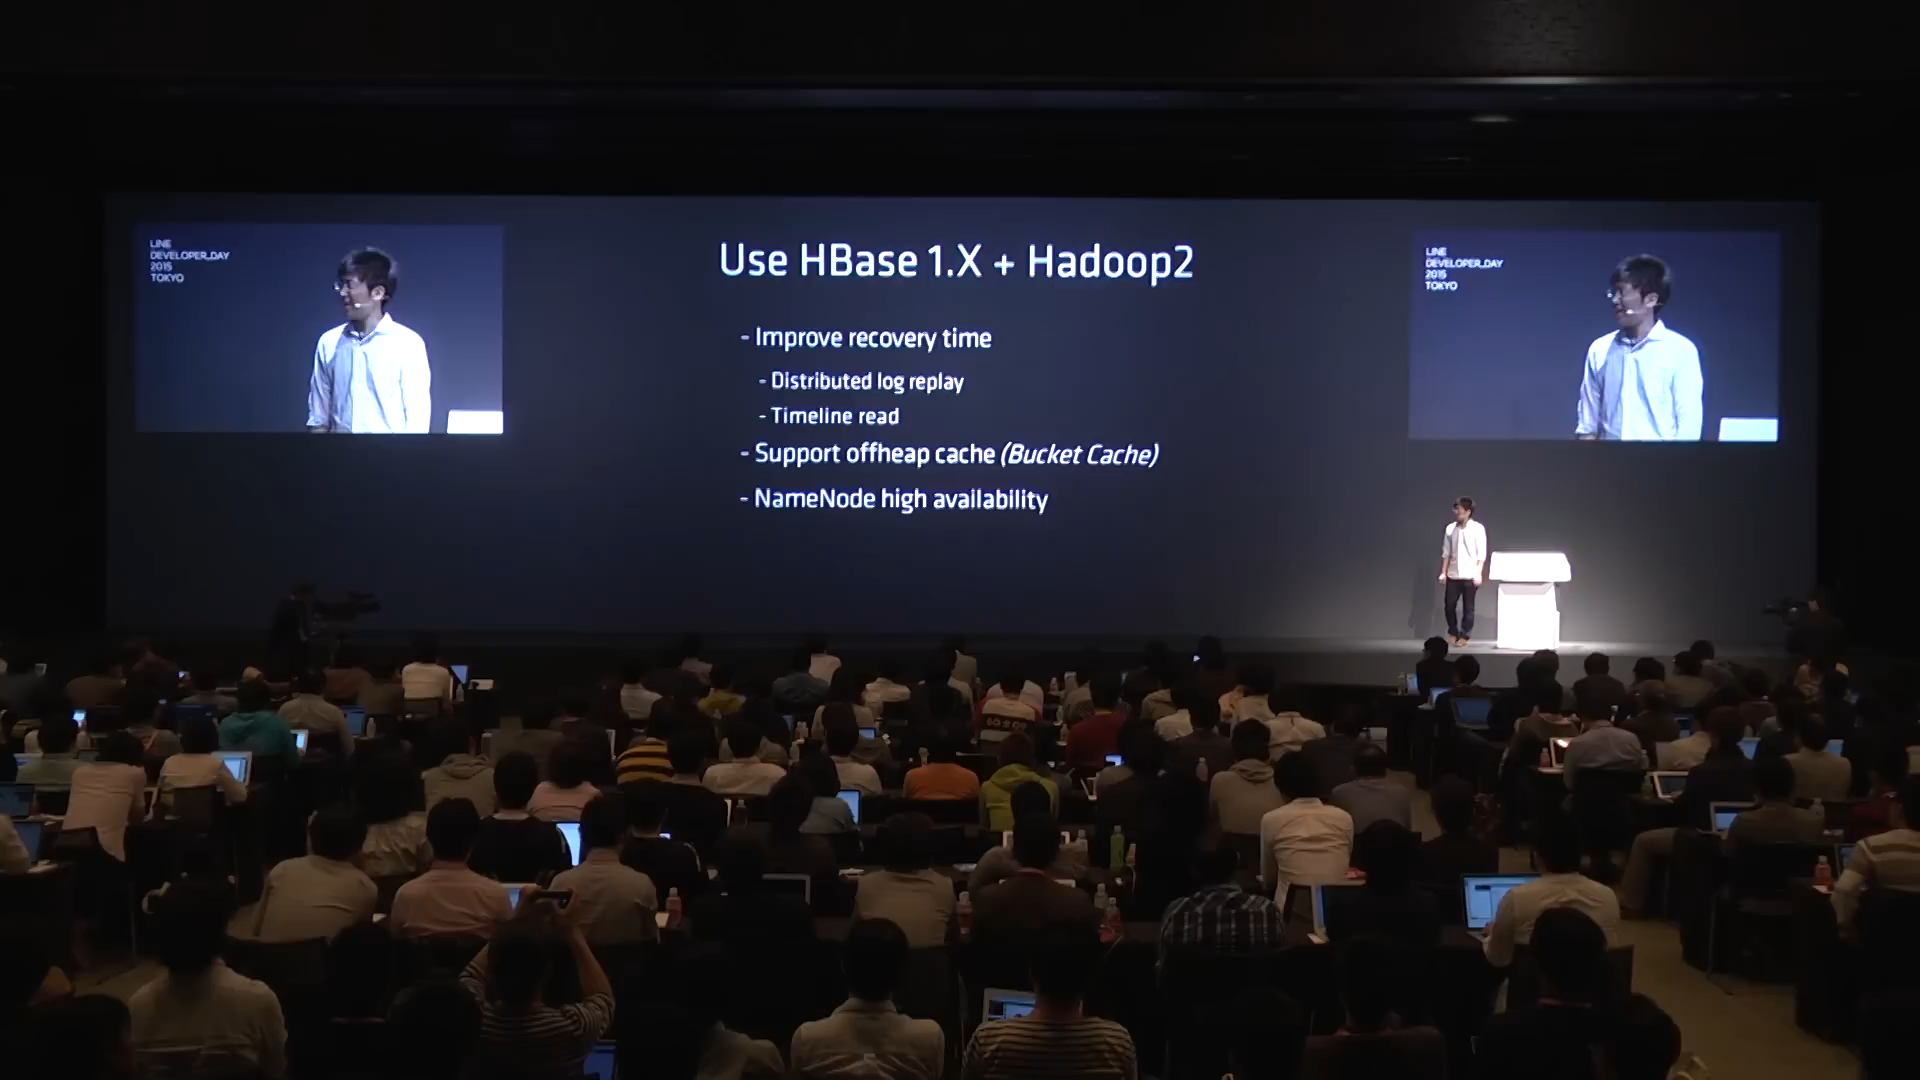 LINE
DEVELOPER_DAY
2015
TOKYO
Use HBase 1.X + Hadoop2
- Improve recovery time
- Distributed log replay
- Timeline read
- Support offheap cache (Bucket Cache)
- NameNode high availability
LINE
DEVELOPER_DAY
2015
TOKYO